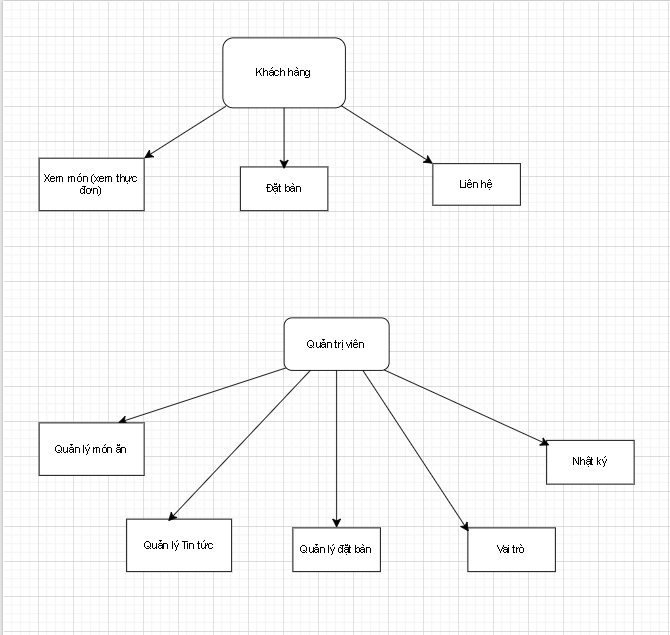 Khách hàng
Xem món (xem thực
đơn)
Đặt bàn
Liên hệ
Quản trị viên
Quản lý món ăn
Nhật ký
Quản lý Tin tức
Quản lý đặt bàn
Vai trò